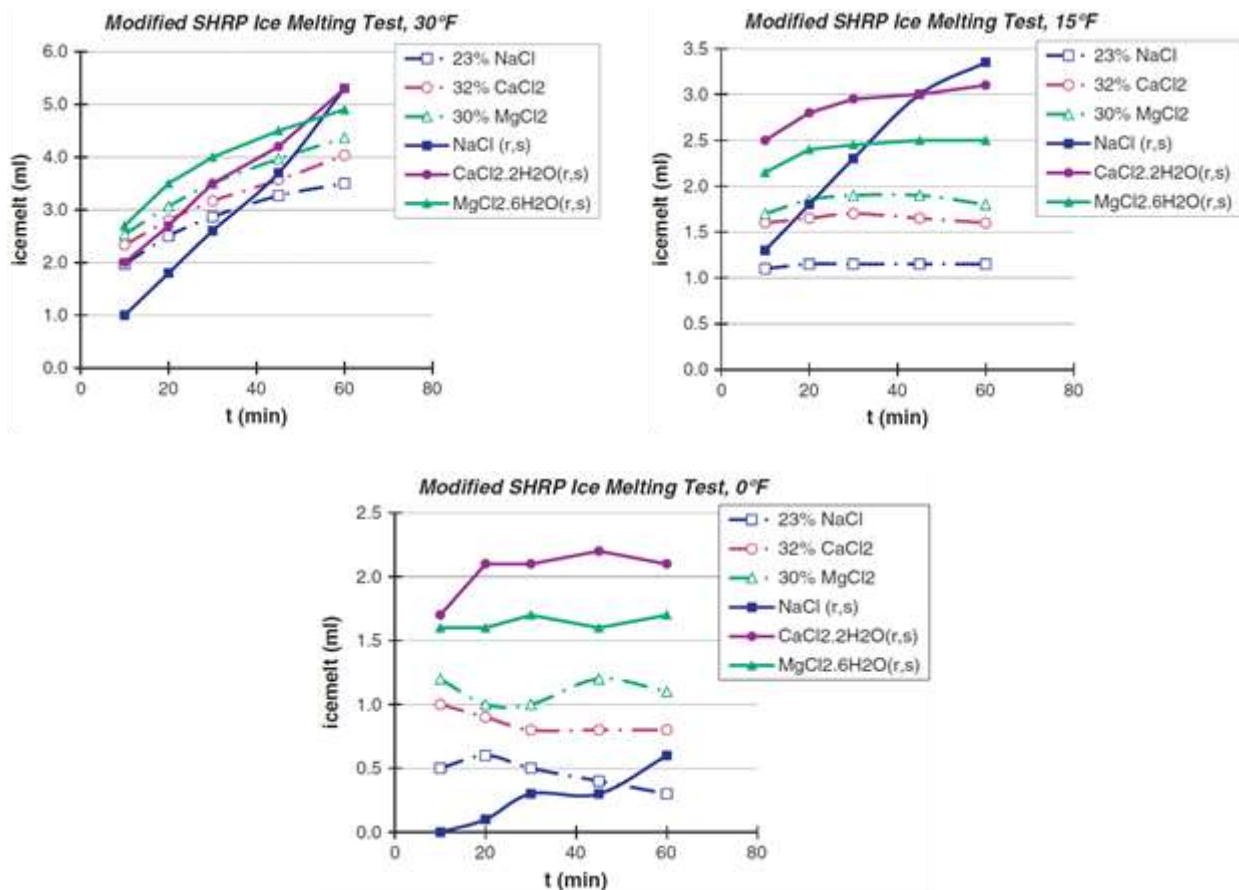 Modified SHRP Ice Melting Test, 30°F
6.0
5.0
4.0
3.0
2.0
1.0
0.0
icemelt (ml)
0 20 40 60 80
t (min)
23% NaCl
32% CaCl2
30% MgCl2
NaCl (r,s)
CaCl2.2H2O(r,s)
MgCl2.6H2O(r,s)
Modified SHRP Ice Melting Test, 15°F
3.5
3.0
2.5
2.0
1.5
1.0
0.5
0.0
icemelt (ml)
0 20 40 60 80
t (min)
23% NaCl
32% CaCl2
30% MgCl2
NaCl (r,s)
CaCl2.2H2O(r,s)
MgCl2.6H2O(r,s)
Modified SHRP Ice Melting Test, 0°F
2.5
2.0
1.5
1.0
0.5
0.0
icemelt (ml)
0 20 40 60 80
t (min)
23% NaCl
32% CaCl2
30% MgCl2
NaCl (r,s)
CaCl2.2H2O(r,s)
MgCl2.6H2O(r,s)